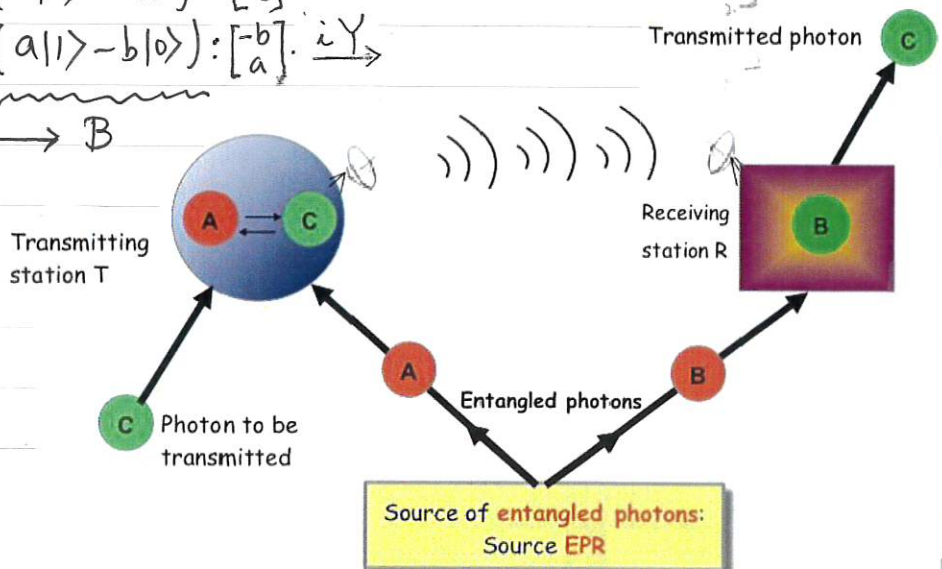 a|1⟩ - b|0⟩):[-b a]. iY→
→ B
Transmitted photon
C
A
C
Transmitting
station T
Receiving
station R
B
A
B
Entangled photons
C
Photon to be
transmitted
Source of entangled photons:
Source EPR